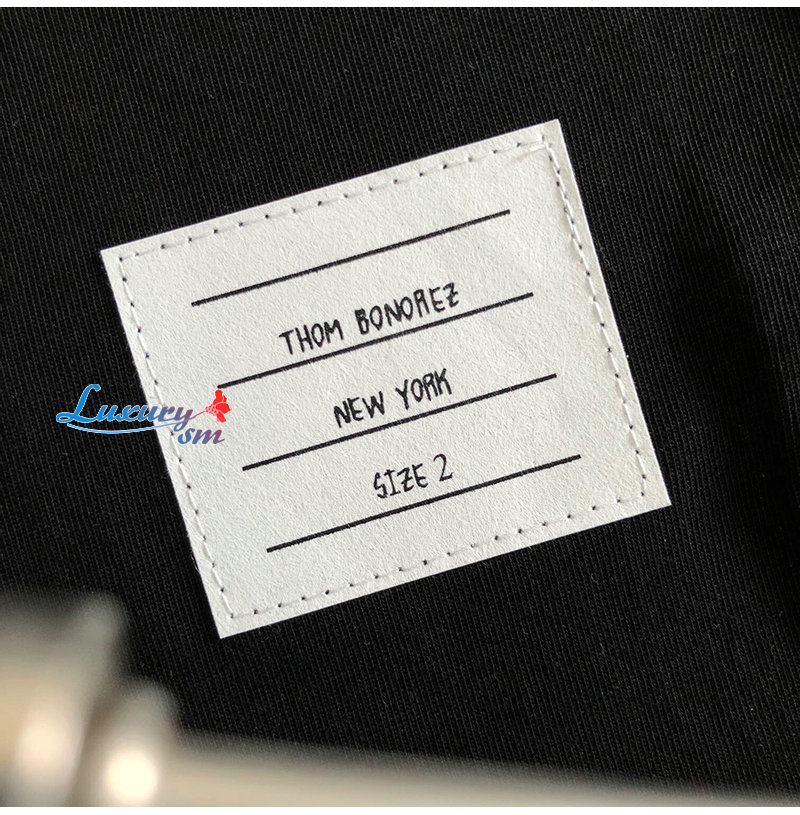 THOM BONOREZ
NEW YORK
SIZE 2
Luxury
sm